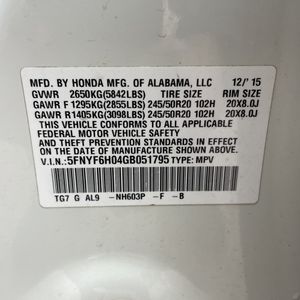 MFD. BY HONDA MFG. OF ALABAMA, LLC 12/' 15
GVWR 2650KG(5842LBS) TIRE SIZE RIM SIZE
GAWR F 1295KG(2855LBS) 245/50R20 102H 20X8.0J
GAWR R 1405KG(3098LBS) 245/50R20 102H 20X8.0J
THIS VEHICLE CONFORMS TO ALL APPLICABLE
FEDERAL MOTOR VEHICLE SAFETY
AND THEFT PREVENTION STANDARDS IN EFFECT
ON THE DATE OF MANUFACTURE SHOWN ABOVE.
V.I.N.: 5FNYF6H04GB051795 TYPE: MPV
TG7 G AL9 -NH603P -F -B